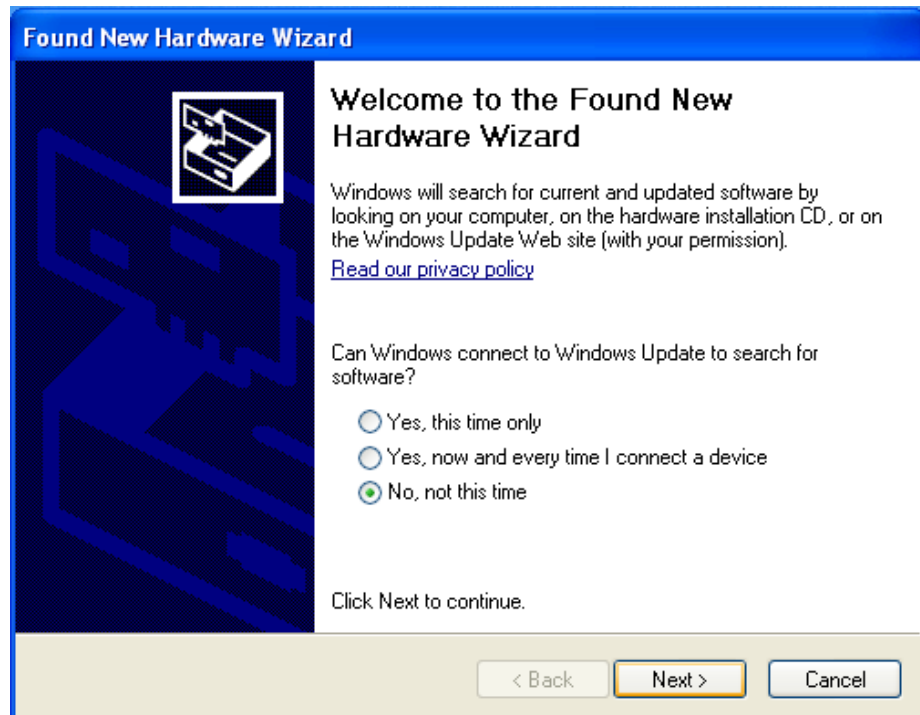 Found New Hardware Wizard
Welcome to the Found New
Hardware Wizard
Windows will search for current and updated software by
looking on your computer, on the hardware installation CD, or on
the Windows Update Web site (with your permission).
Read our privacy policy
Can Windows connect to Windows Update to search for
software?
Yes, this time only
Yes, now and every time I connect a device
No, not this time
Click Next to continue.
< Back
Next >
Cancel